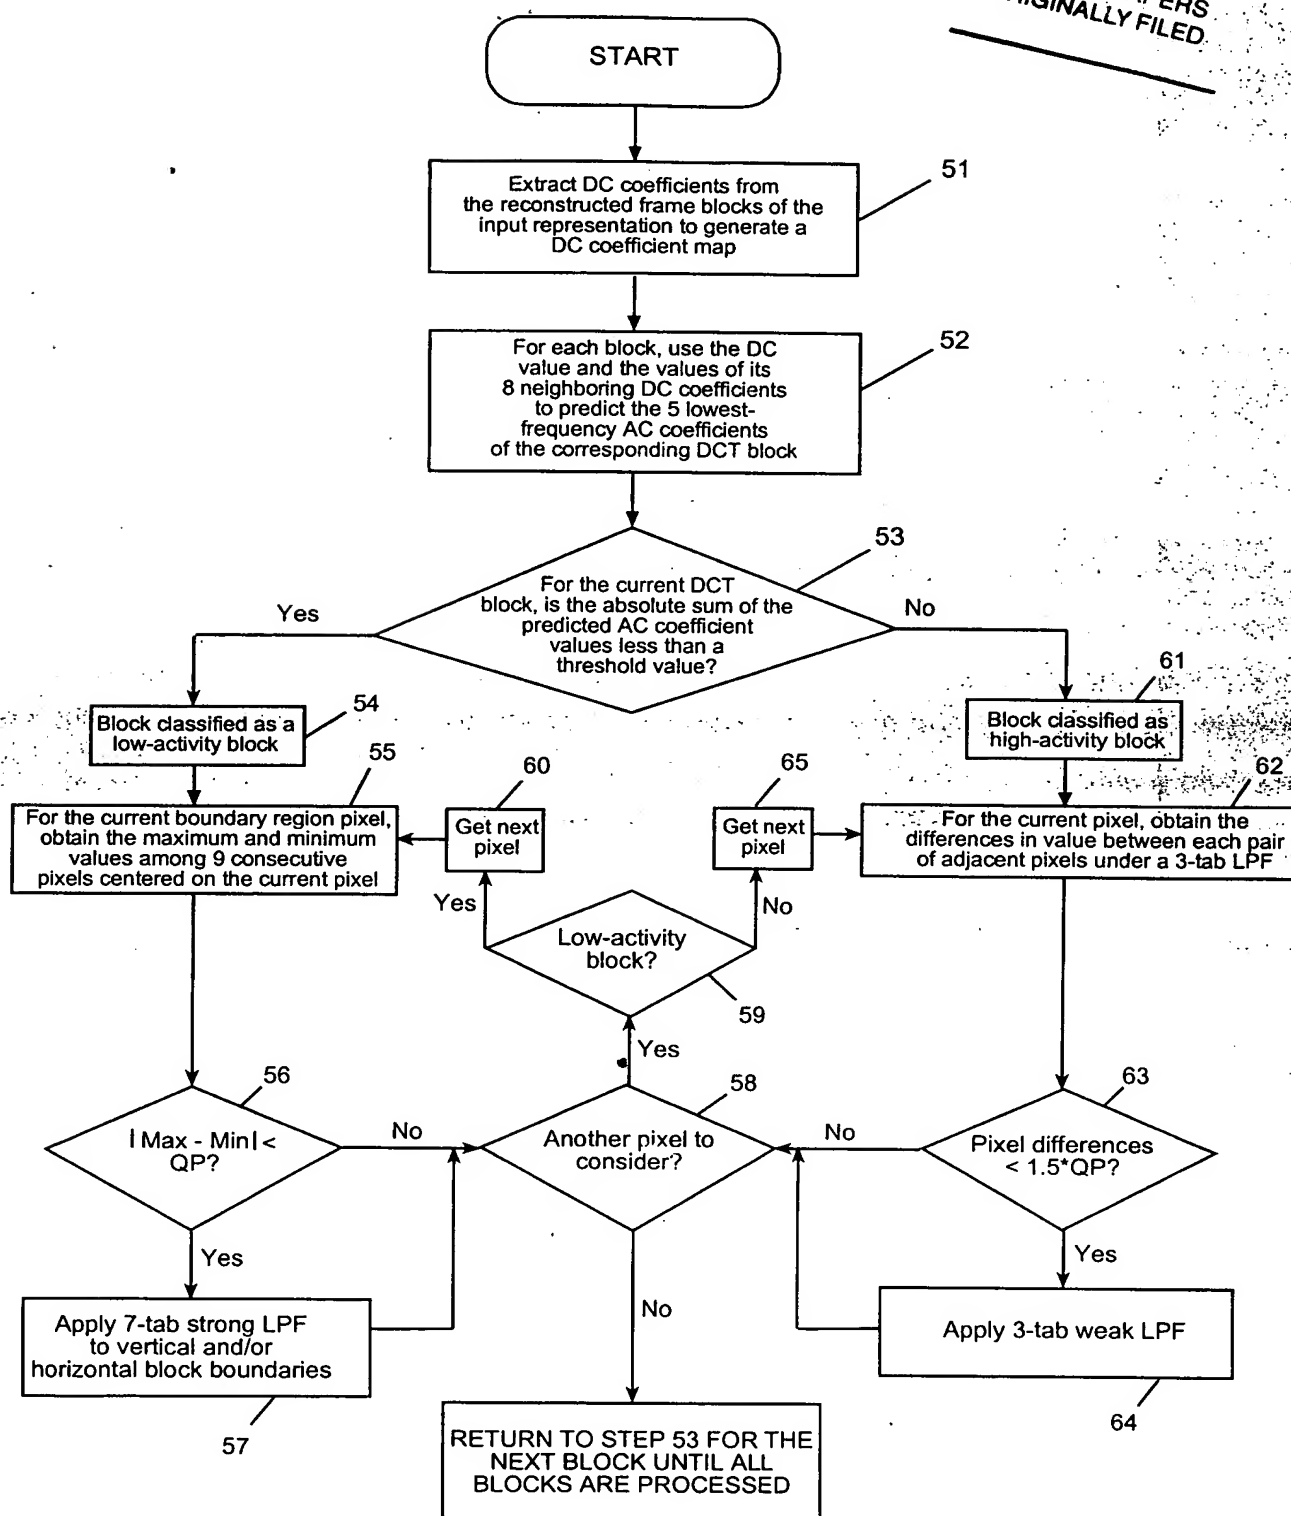 ORIGINALLY FILED
START
51
Extract DC coefficients from
the reconstructed frame blocks of the
input representation to generate a
DC coefficient map
52
For each block, use the DC
value and the values of its
8 neighboring DC coefficients
to predict the 5 lowest-
frequency AC coefficients
of the corresponding DCT block
53
For the current DCT
block, is the absolute sum of the
predicted AC coefficient
values less than a
threshold value?
Yes
No
54
Block classified as a
low-activity block
61
Block classified as
high-activity block
55
For the current boundary region pixel,
obtain the maximum and minimum
values among 9 consecutive
pixels centered on the current pixel
60
Get next
pixel
65
Get next
pixel
62
For the current pixel, obtain the
differences in value between each pair
of adjacent pixels under a 3-tab LPF
Yes
No
Low-activity
block?
59
Yes
56
|Max - Min| <
QP?
No
58
Another pixel to
consider?
No
63
Pixel differences
< 1.5*QP?
Yes
No
Yes
Apply 7-tab strong LPF
to vertical and/or
horizontal block boundaries
57
Apply 3-tab weak LPF
64
RETURN TO STEP 53 FOR THE
NEXT BLOCK UNTIL ALL
BLOCKS ARE PROCESSED